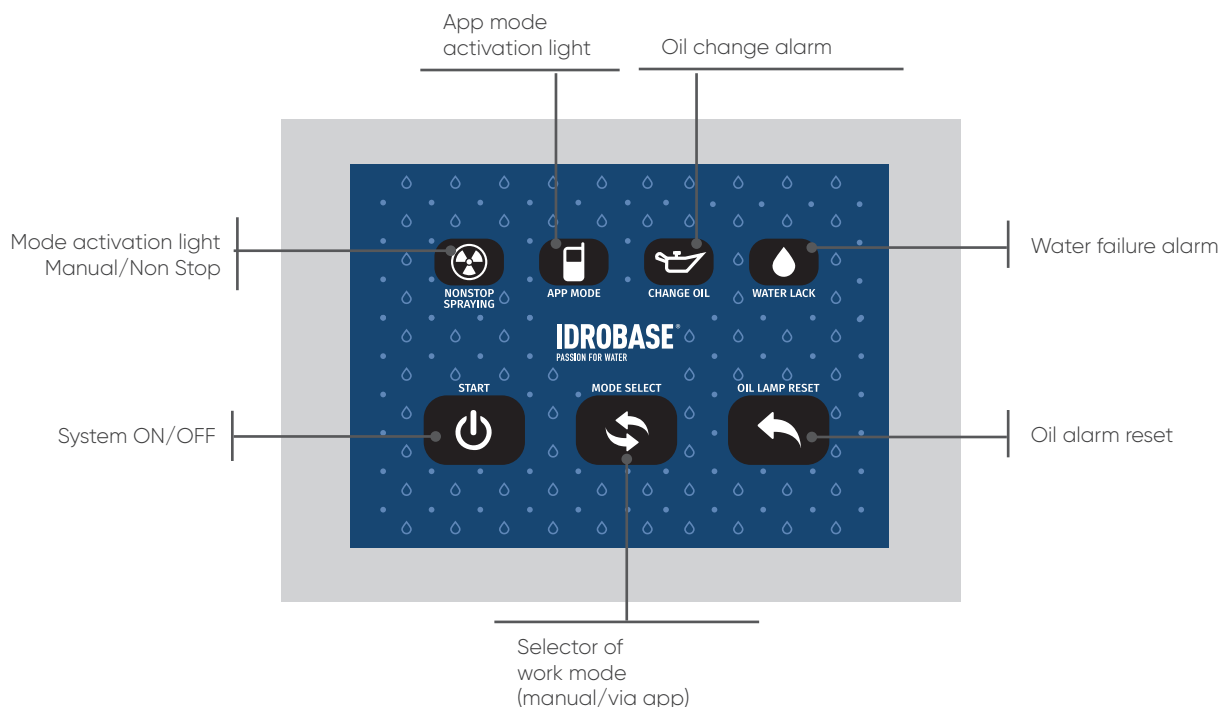 App mode
activation light
Oil change alarm
Mode activation light
Manual/Non Stop
Water failure alarm
NONSTOP
SPRAYING
APP MODE
CHANGE OIL
WATER LACK
IDROBASE®
PASSION FOR WATER
START
MODE SELECT
OIL LAMP RESET
System ON/OFF
Oil alarm reset
Selector of
work mode
(manual/via app)